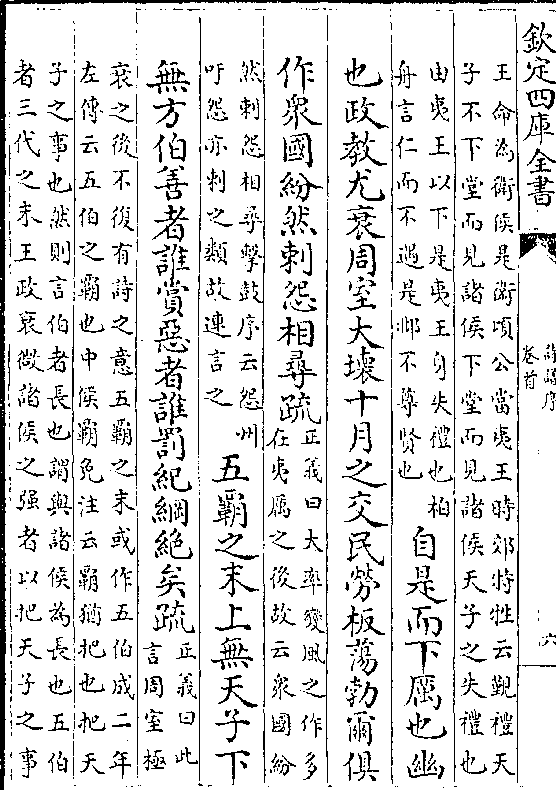 欽定四庫全書
詩譜序
卷首
六
王命為衛侯是衛頃公當夷王時郊特牲云覲禮天
子不下堂而見諸侯下堂而見諸侯天子之失禮也
由夷王以下是夷王身失禮也柏
舟言仁而不遇是邶不尊賢也
自是而下厲也幽
也政教尤衰周室大壞十月之交民勞板蕩勃爾俱
作衆國紛然刺怨相尋疏
正義曰大率變風之作多
在夷厲之後故云衆國紛
然刺怨相尋擊鼓序云怨州
吁怨亦刺之類故連言之
五霸之末上無天子下
無方伯善者誰賞惡者誰罰紀綱絶矣疏
正義曰此
言周室極
衰之後不復有詩之意五霸之末或作五伯成二年
左傳云五伯之霸也中侯霸免注云霸猶把也把天
子之事也然則言伯者長也謂與諸侯為長也五伯
者三代之末王政衰微諸侯之强者以把天子之事